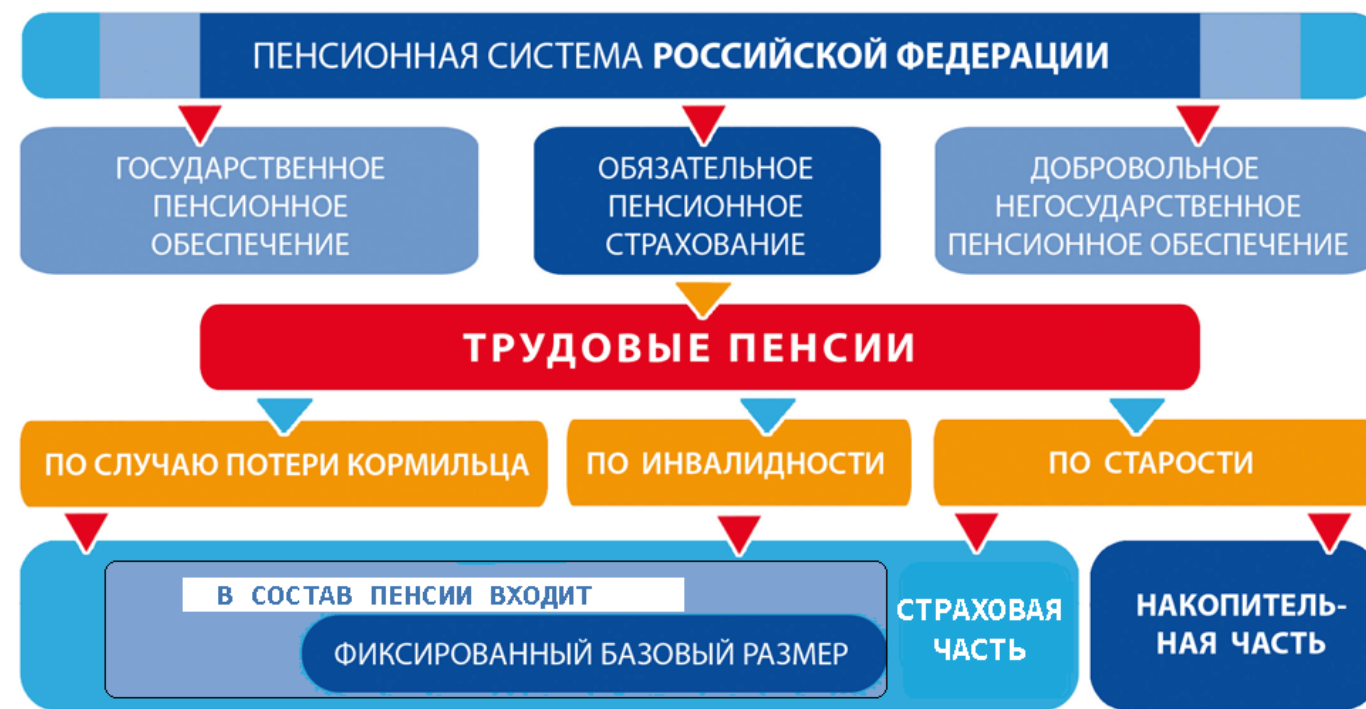 ПЕНСИОННАЯ СИСТЕМА РОССИЙСКОЙ ФЕДЕРАЦИИ
ГОСУДАРСТВЕННОЕ
ПЕНСИОННОЕ
ОБЕСПЕЧЕНИЕ
ОБЯЗАТЕЛЬНОЕ
ПЕНСИОННОЕ
СТРАХОВАНИЕ
ДОБРОВОЛЬНОЕ
НЕГОСУДАРСТВЕННОЕ
ПЕНСИОННОЕ ОБЕСПЕЧЕНИЕ
ТРУДОВЫЕ ПЕНСИИ
ПО СЛУЧАЮ ПОТЕРИ КОРМИЛЬЦА
ПО ИНВАЛИДНОСТИ
ПО СТАРОСТИ
В СОСТАВ ПЕНСИИ ВХОДИТ
ФИКСИРОВАННЫЙ БАЗОВЫЙ РАЗМЕР
СТРАХОВАЯ
ЧАСТЬ
НАКОПИТЕЛЬ-
НАЯ ЧАСТЬ